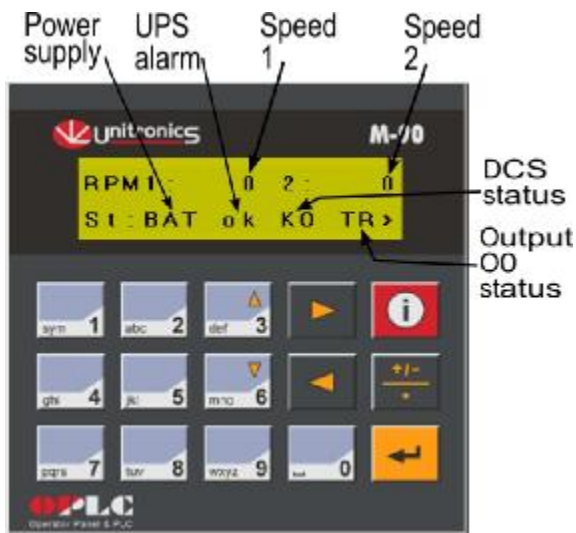 Power supply
UPS alarm
Speed 1
Speed 2
Unitronics
M-90
RPM1: 0 2: 0
St:BAT ok KO TR>
DCS status
Output O0 status
sym 1
abc 2
def 3
i
ghi 4
jkl 5
mno 6
+/-
pqrs 7
tuv 8
wxyz 9
0
OPLC
Operator Panel & PLC